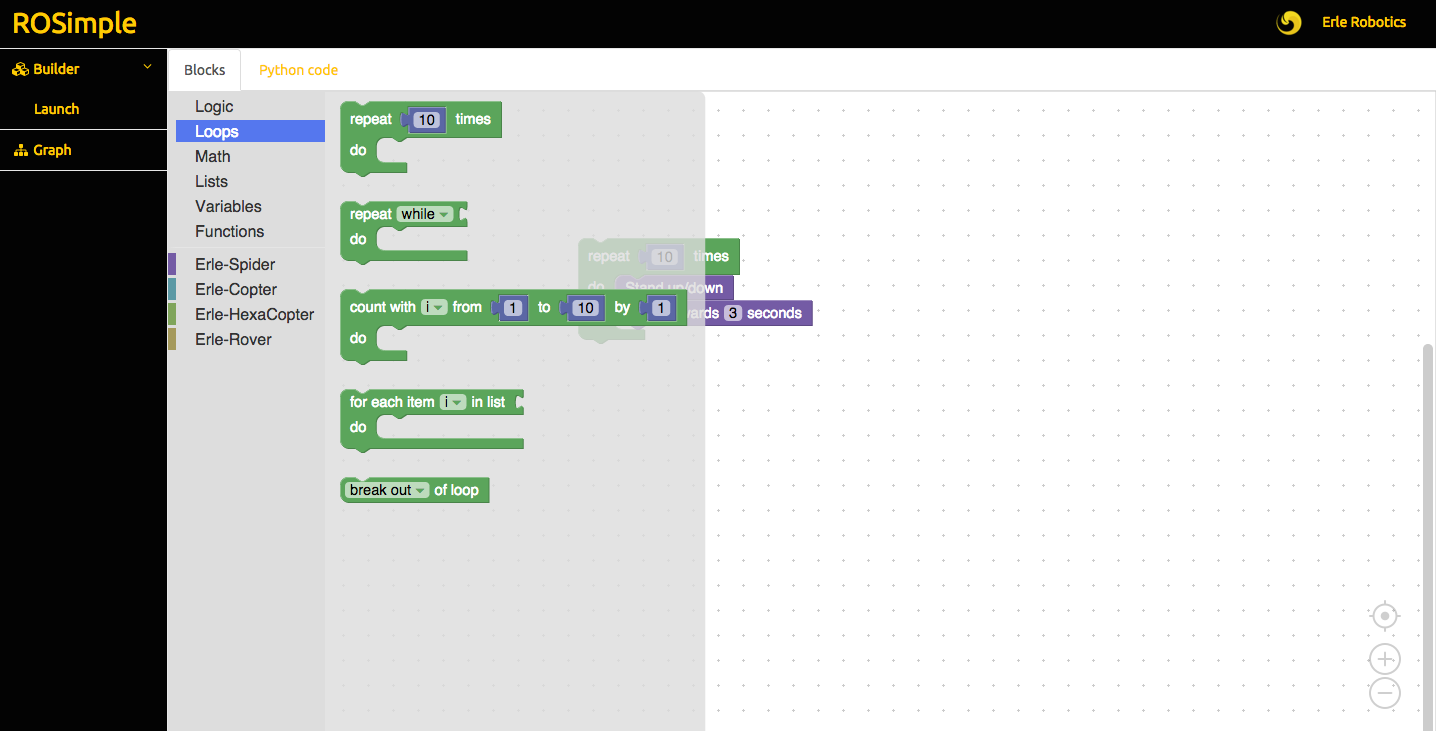 ROSimple
Erle Robotics
Builder
Launch
Graph
Blocks
Python code
Logic
Loops
Math
Lists
Variables
Functions
Erle-Spider
Erle-Copter
Erle-HexaCopter
Erle-Rover
repeat 10 times
do
repeat while
do
count with i from 1 to 10 by 1
do
for each item i in list
do
break out of loop
repeat 10 times
do Stand up/down
3 seconds